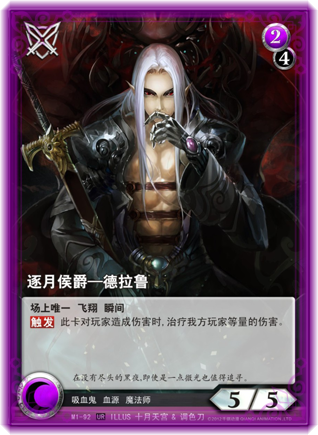 2
4
逐月侯爵—德拉鲁
场上唯一 飞翔 瞬间
触发 此卡对玩家造成伤害时,治疗我方玩家等量的伤害。
在没有尽头的黑夜,即使是一点微光也值得追寻。
吸血鬼 血源 魔法师
5 / 5
M1-92 UR ILLUS 十月天宫 & 调色刀